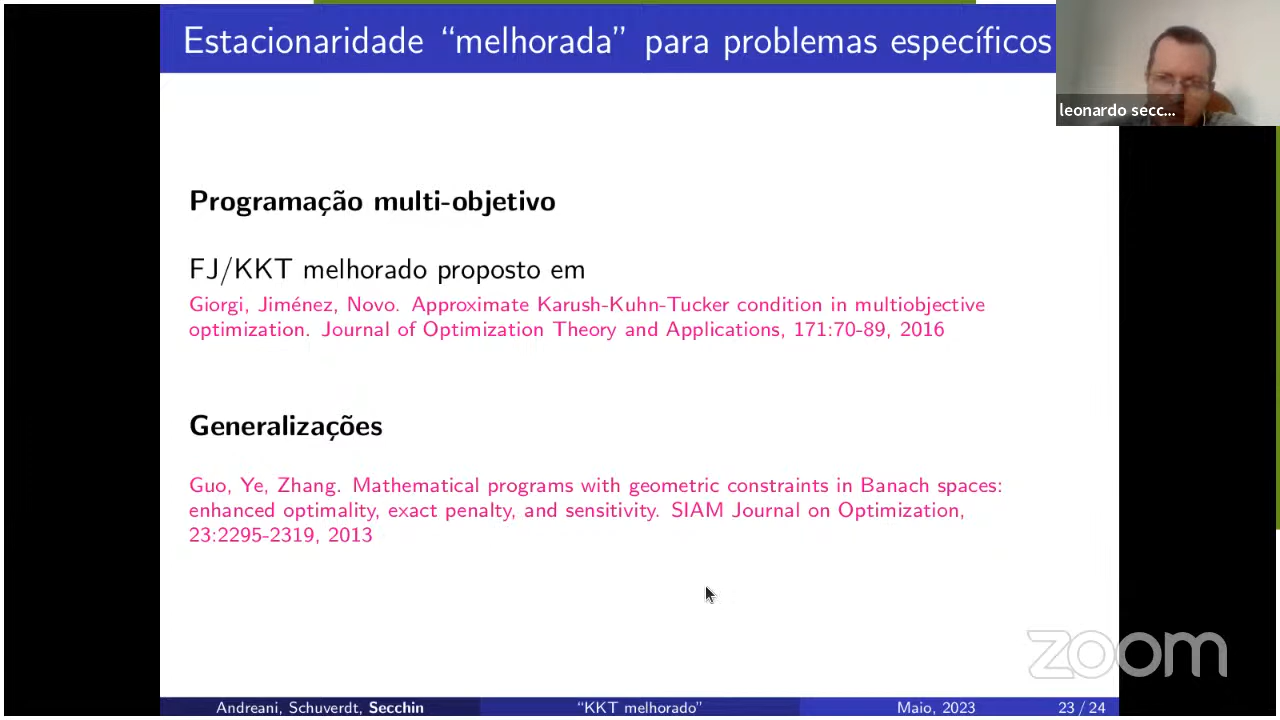 Estacionaridade “melhorada” para problemas específicos
leonardo secc...
Programação multi-objetivo
FJ/KKT melhorado proposto em
Giorgi, Jiménez, Novo. Approximate Karush-Kuhn-Tucker condition in multiobjective
optimization. Journal of Optimization Theory and Applications, 171:70-89, 2016
Generalizações
Guo, Ye, Zhang. Mathematical programs with geometric constraints in Banach spaces:
enhanced optimality, exact penalty, and sensitivity. SIAM Journal on Optimization,
23:2295-2319, 2013
zoom
Andreani, Schuverdt, Secchin “KKT melhorado” Maio, 2023 23 / 24